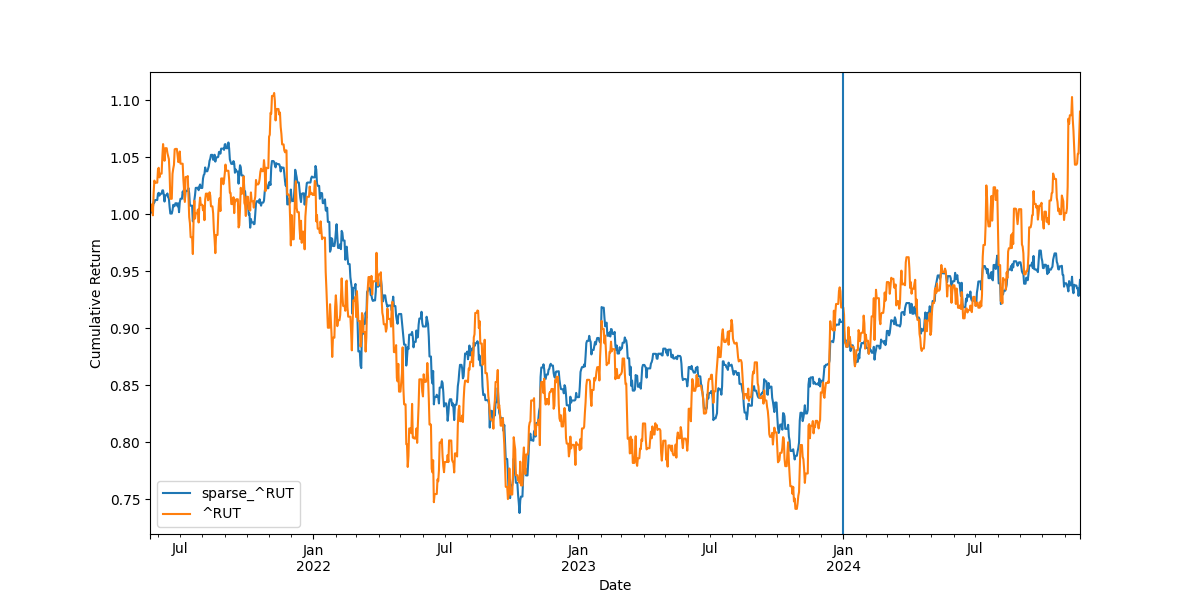 1.10
1.05
1.00
0.95
0.90
0.85
0.80
0.75
Cumulative Return
sparse_^RUT
^RUT
Jul
Jan
2022
Jul
Jan
2023
Jul
Jan
2024
Jul
Date